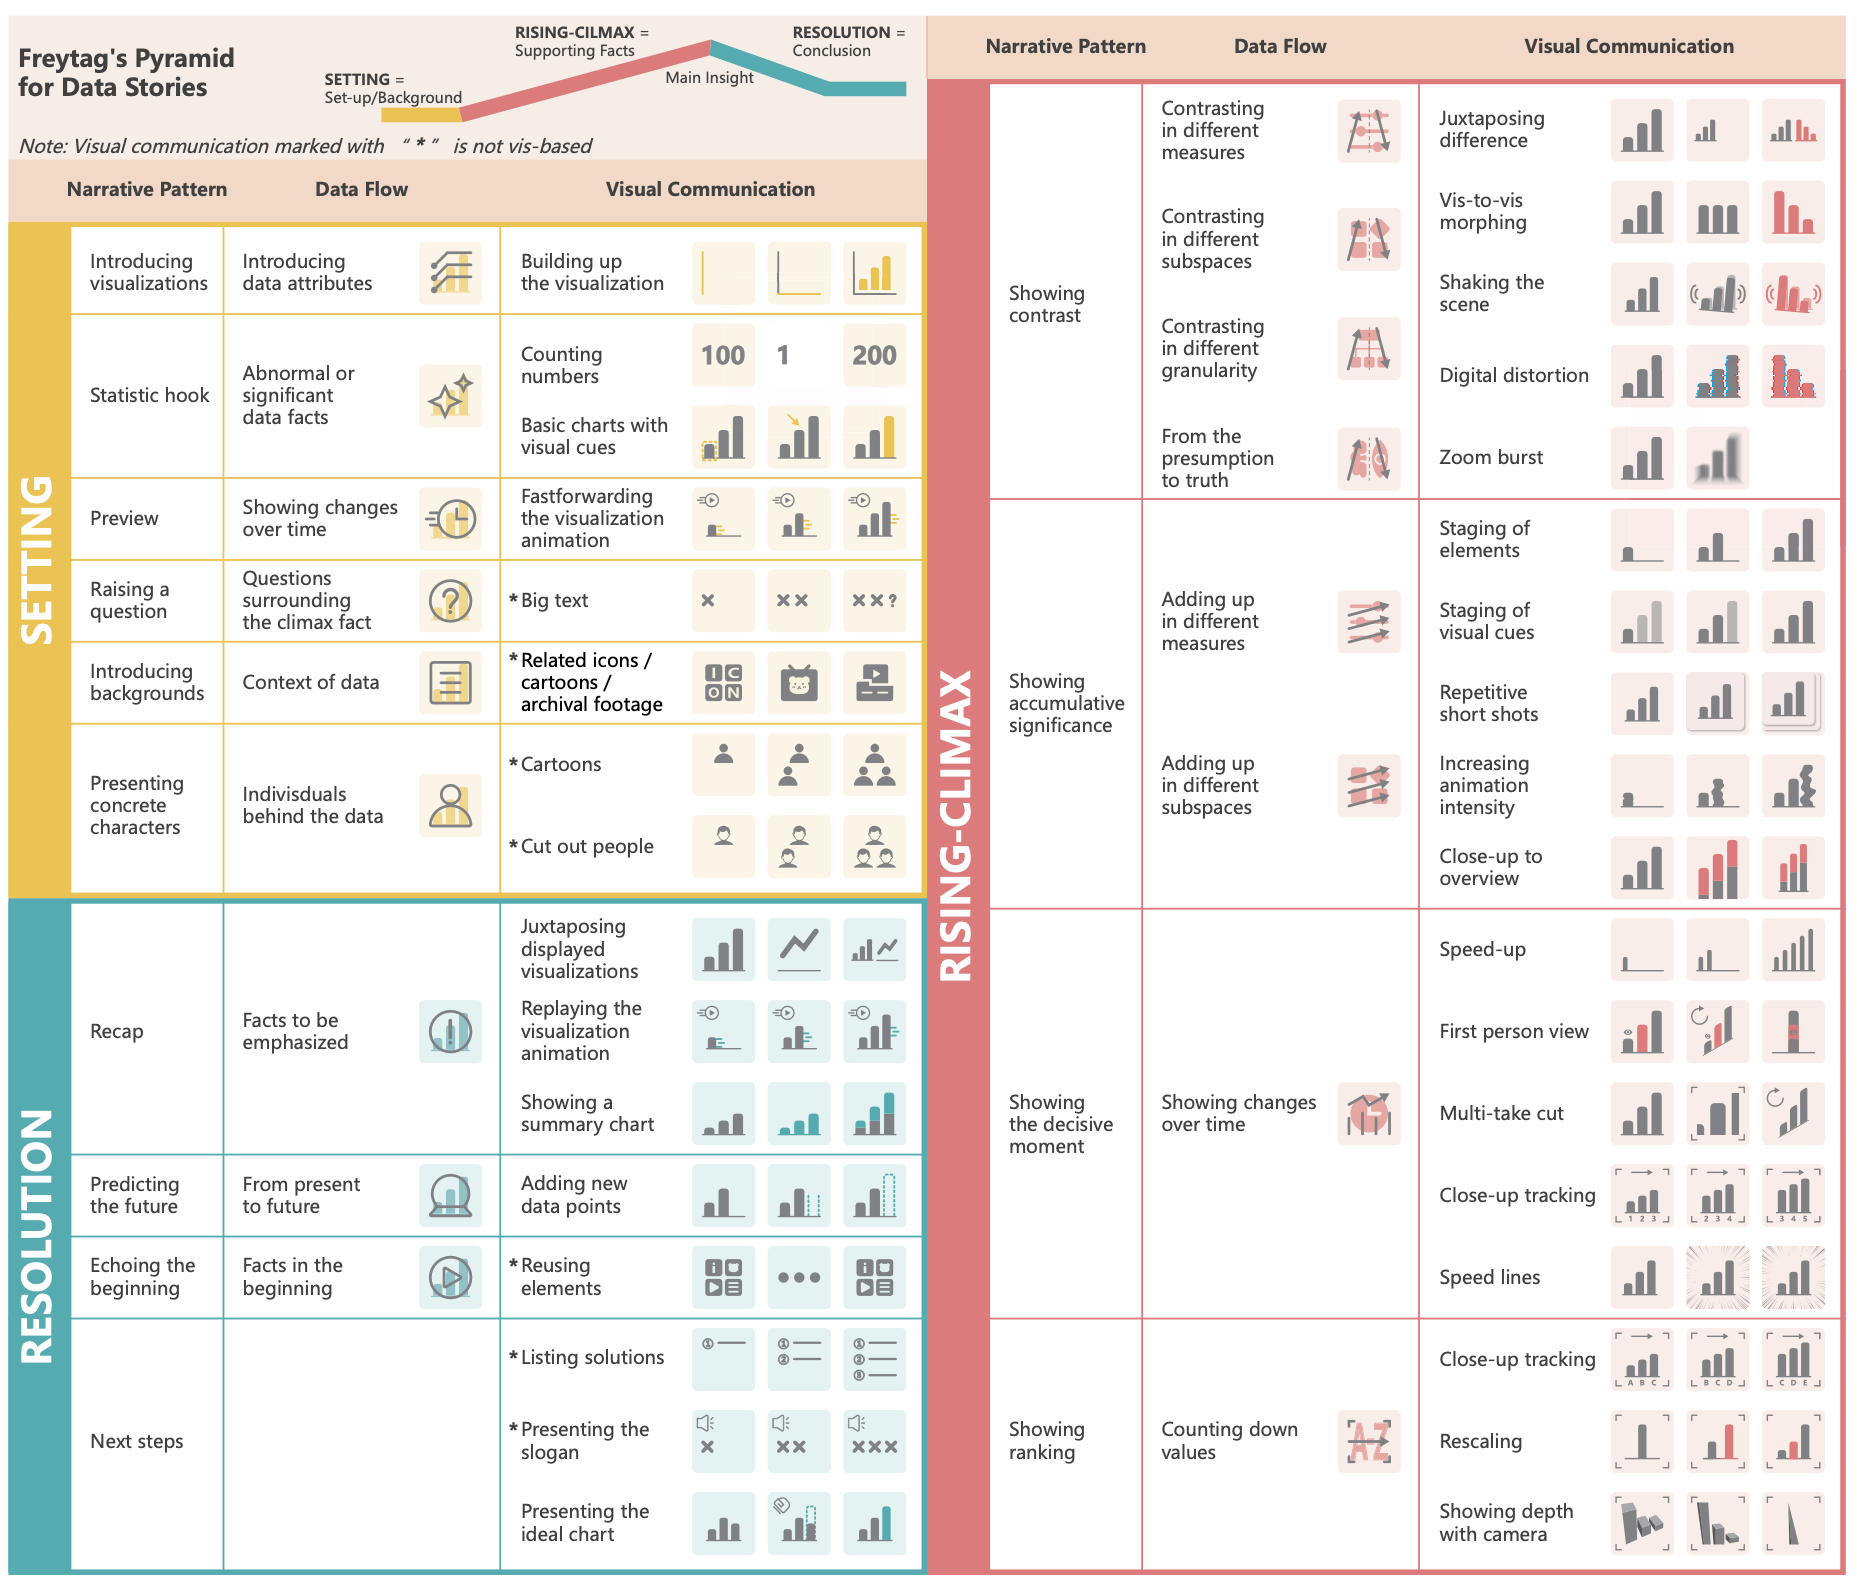 Freytag's Pyramid
for Data Stories
SETTING =
Set-up/Background
RISING-CILMAX =
Supporting Facts
Main Insight
RESOLUTION =
Conclusion
Note: Visual communication marked with " * " is not vis-based
Narrative Pattern Data Flow Visual Communication
SETTING
Introducing
visualizations
Introducing
data attributes
Building up
the visualization
Statistic hook
Abnormal or
significant
data facts
Counting
numbers
100 1 200
Basic charts with
visual cues
Preview
Showing changes
over time
Fastforwarding
the visualization
animation
Raising a
question
Questions
surrounding
the climax fact
?
* Big text
× ×× ××?
Introducing
backgrounds
Context of data
* Related icons /
cartoons /
archival footage
IC
ON
Presenting
concrete
characters
Indivisduals
behind the data
* Cartoons
* Cut out people
RESOLUTION
Recap
Facts to be
emphasized
!
Juxtaposing
displayed
visualizations
Replaying the
visualization
animation
Showing a
summary chart
Predicting
the future
From present
to future
Adding new
data points
Echoing the
beginning
Facts in the
beginning
* Reusing
elements
Next steps
* Listing solutions
1 1 1
2 2
3
* Presenting the
slogan
× ×× ×××
Presenting the
ideal chart
Narrative Pattern Data Flow Visual Communication
RISING-CLIMAX
Showing
contrast
Contrasting
in different
measures
Contrasting
in different
subspaces
Contrasting
in different
granularity
From the
presumption
to truth
Juxtaposing
difference
Vis-to-vis
morphing
Shaking the
scene
Digital distortion
Zoom burst
Showing
accumulative
significance
Adding up
in different
measures
Adding up
in different
subspaces
Staging of
elements
Staging of
visual cues
Repetitive
short shots
Increasing
animation
intensity
Close-up to
overview
Showing
the decisive
moment
Showing changes
over time
Speed-up
First person view
Multi-take cut
Close-up tracking
1 2 3 2 3 4 3 4 5
Speed lines
Showing
ranking
Counting down
values
A-Z
Close-up tracking
A B C B C D C D E
Rescaling
Showing depth
with camera